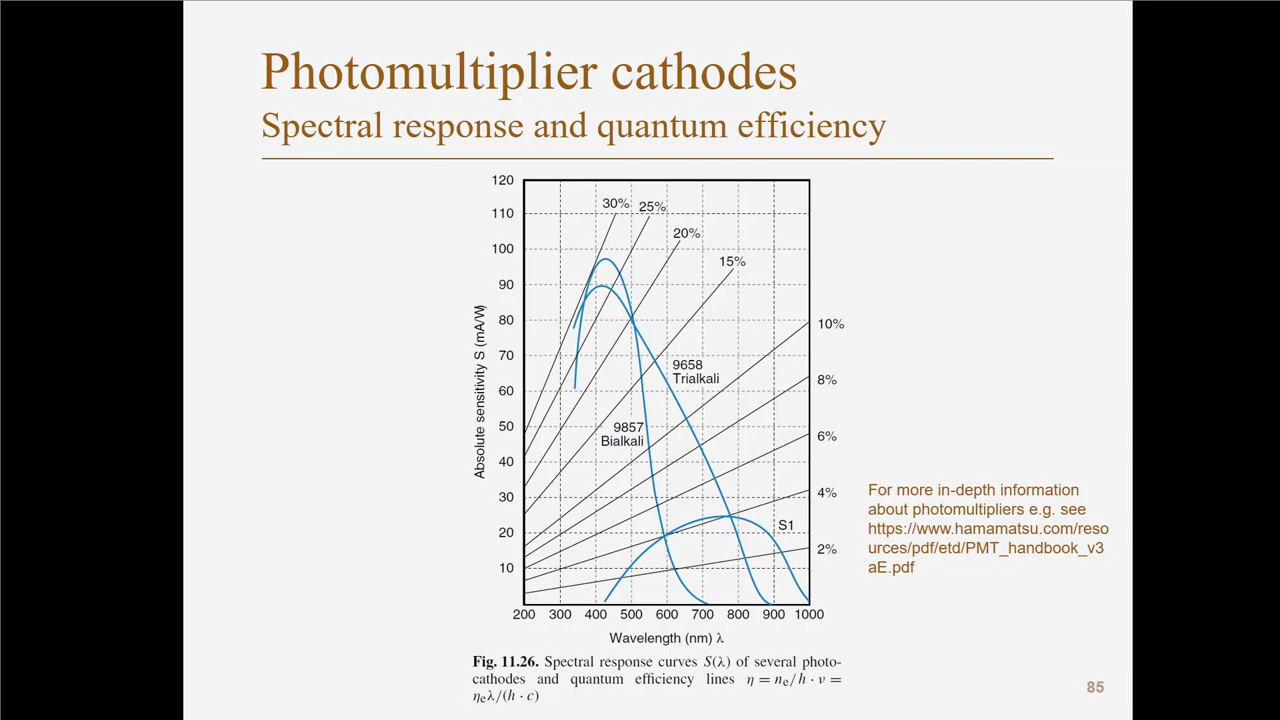 Photomultiplier cathodes
Spectral response and quantum efficiency
120
110
100
90
80
70
60
50
40
30
20
10
Absolute sensitivity S (mA/W)
30%
25%
20%
15%
10%
8%
6%
4%
2%
9658
Trialkali
9857
Bialkali
S1
200 300 400 500 600 700 800 900 1000
Wavelength (nm) λ
Fig. 11.26. Spectral response curves S(λ) of several photo-
cathodes and quantum efficiency lines η = nₑ/h · ν =
ηₑλ/(h · c)
For more in-depth information
about photomultipliers e.g. see
https://www.hamamatsu.com/reso
urces/pdf/etd/PMT_handbook_v3
aE.pdf
85